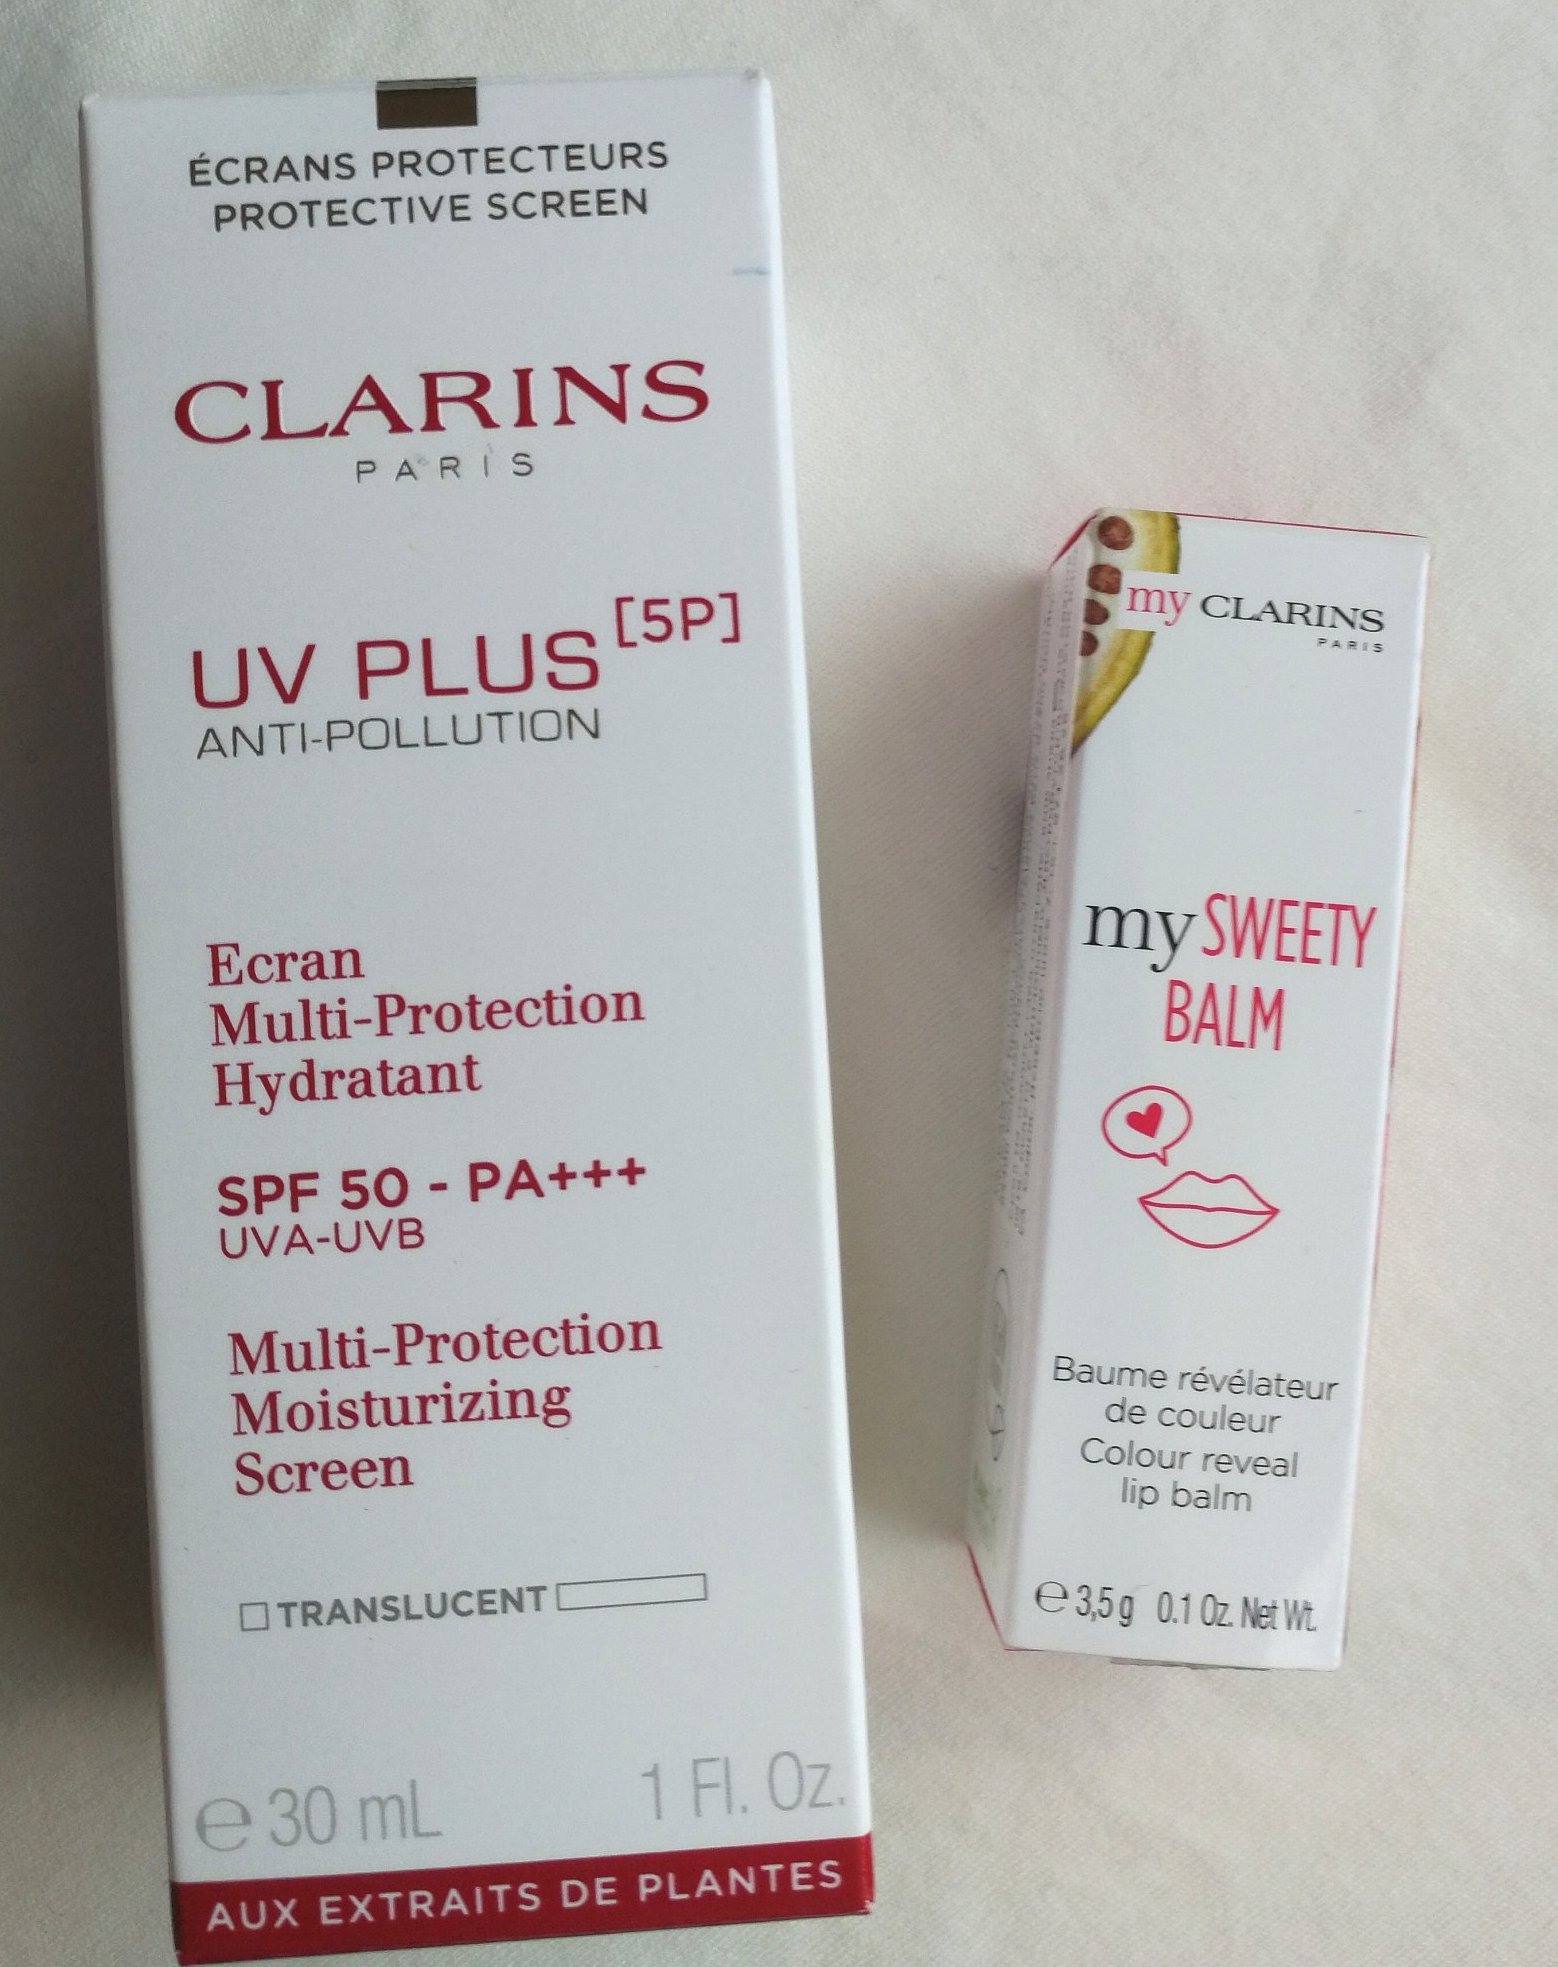 ÉCRANS PROTECTEURS
PROTECTIVE SCREEN
CLARINS
PARIS
UV PLUS [5P]
ANTI-POLLUTION
Ecran
Multi-Protection
Hydratant
SPF 50 - PA+++
UVA-UVB
Multi-Protection
Moisturizing
Screen
TRANSLUCENT
℮ 30 mL 1 Fl. Oz.
AUX EXTRAITS DE PLANTES
my CLARINS
PARIS
my SWEETY
BALM
Baume révélateur
de couleur
Colour reveal
lip balm
℮ 3,5 g 0.1 Oz. Net Wt.